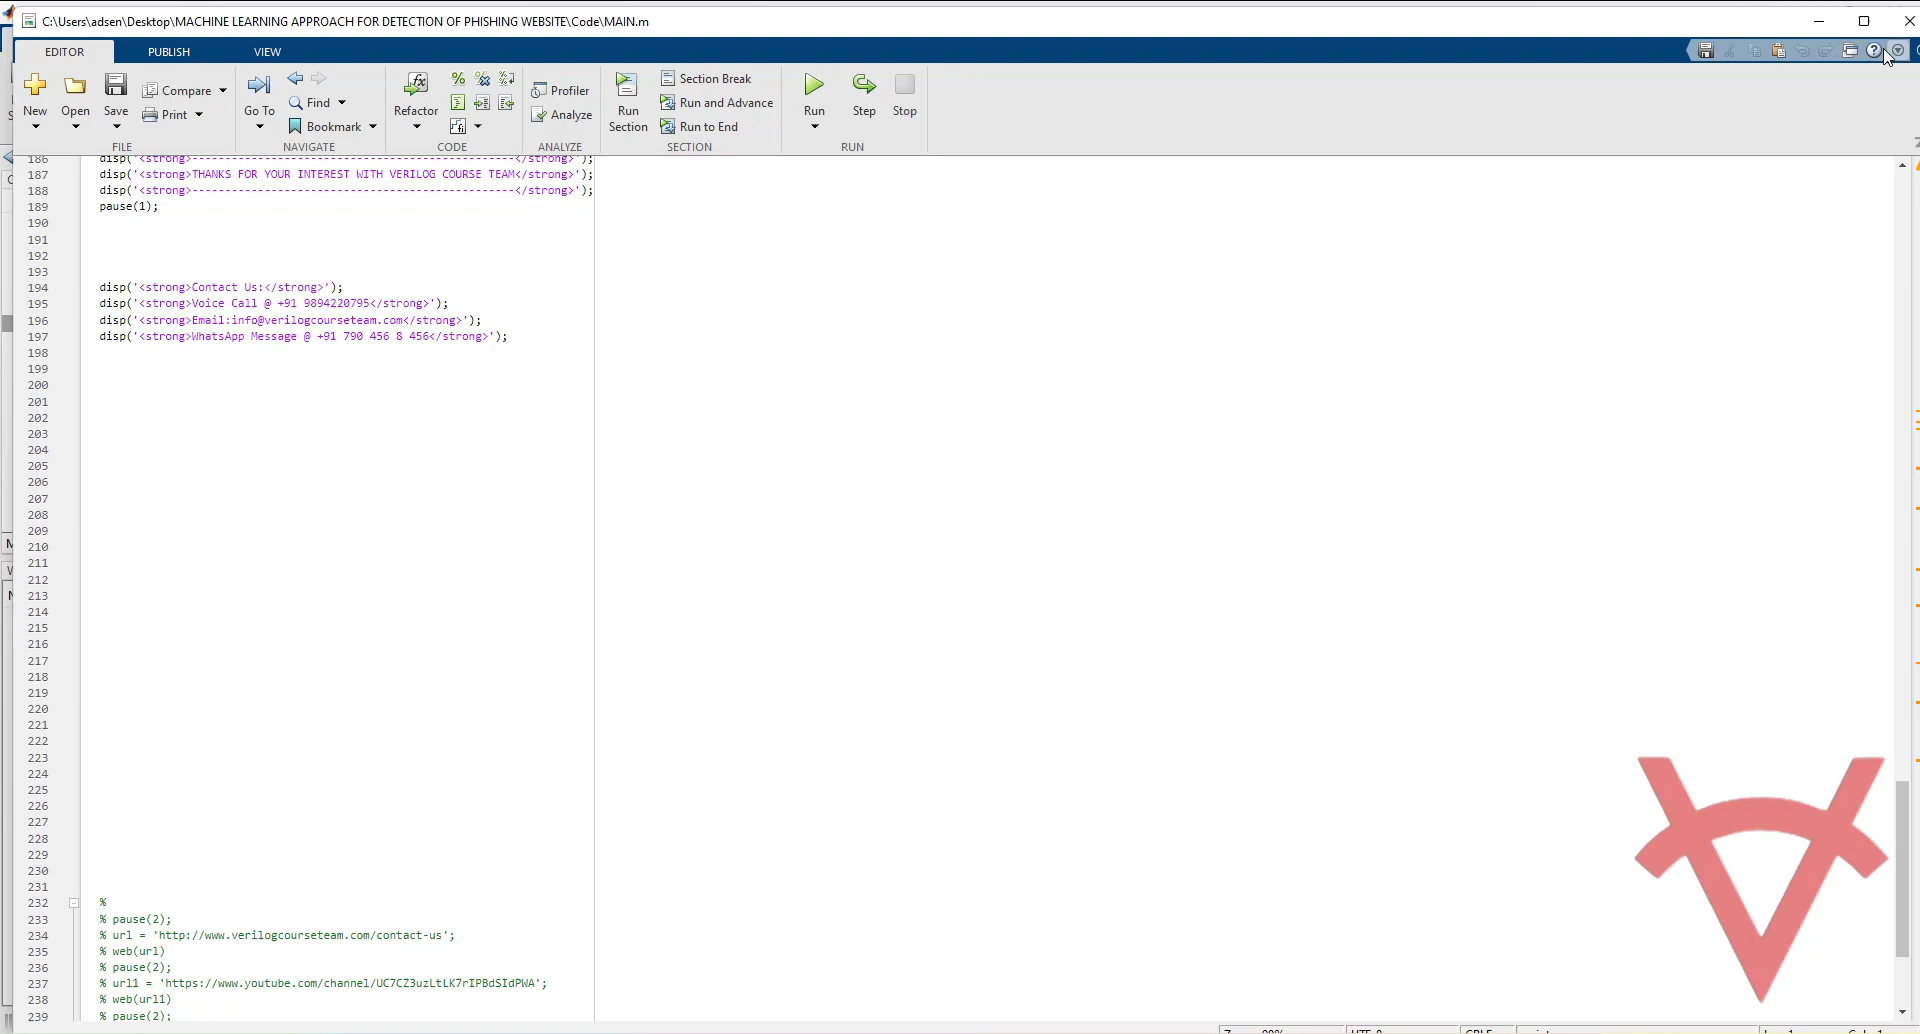 C:\Users\adsen\Desktop\MACHINE LEARNING APPROACH FOR DETECTION OF PHISHING WEBSITE\Code\MAIN.m
EDITOR PUBLISH VIEW
New Open Save Compare Print
FILE
Go To Find Bookmark
NAVIGATE
Refactor
CODE
Profiler
Analyze
ANALYZE
Run Section
Section Break
Run and Advance
Run to End
SECTION
Run Step Stop
RUN
186 disp('<strong>-------------------------------------------------</strong>');
187 disp('<strong>THANKS FOR YOUR INTEREST WITH VERILOG COURSE TEAM</strong>');
188 disp('<strong>-------------------------------------------------</strong>');
189 pause(1);
190
191
192
193
194 disp('<strong>Contact Us:</strong>');
195 disp('<strong>Voice Call @ +91 9894220795</strong>');
196 disp('<strong>Email:info@verilogcourseteam.com</strong>');
197 disp('<strong>WhatsApp Message @ +91 790 456 8 456</strong>');
198
199
200
201
202
203
204
205
206
207
208
209
210
211
212
213
214
215
216
217
218
219
220
221
222
223
224
225
226
227
228
229
230
231
232 %
233 % pause(2);
234 % url = 'http://www.verilogcourseteam.com/contact-us';
235 % web(url)
236 % pause(2);
237 % url1 = 'https://www.youtube.com/channel/UC7CZ3uzLtLK7rIPBdSIdPWA';
238 % web(url1)
239 % pause(2);